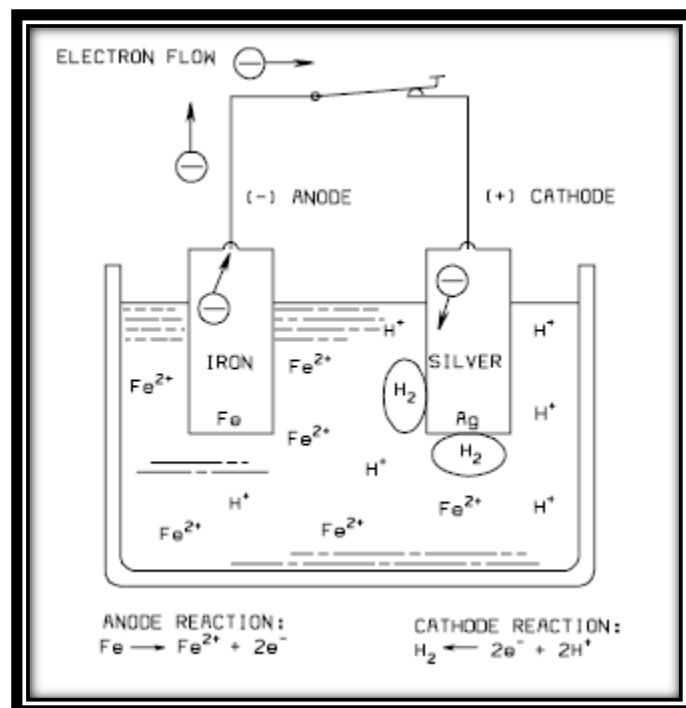 ELECTRON FLOW
(-) ANODE
(+) CATHODE
IRON
SILVER
Fe
Ag
Fe²⁺
Fe²⁺
Fe²⁺
Fe²⁺
Fe²⁺
Fe²⁺
H⁺
H⁺
H⁺
H⁺
H⁺
H⁺
H₂
H₂
ANODE REACTION:
Fe → Fe²⁺ + 2e⁻
CATHODE REACTION:
H₂ ← 2e⁻ + 2H⁺